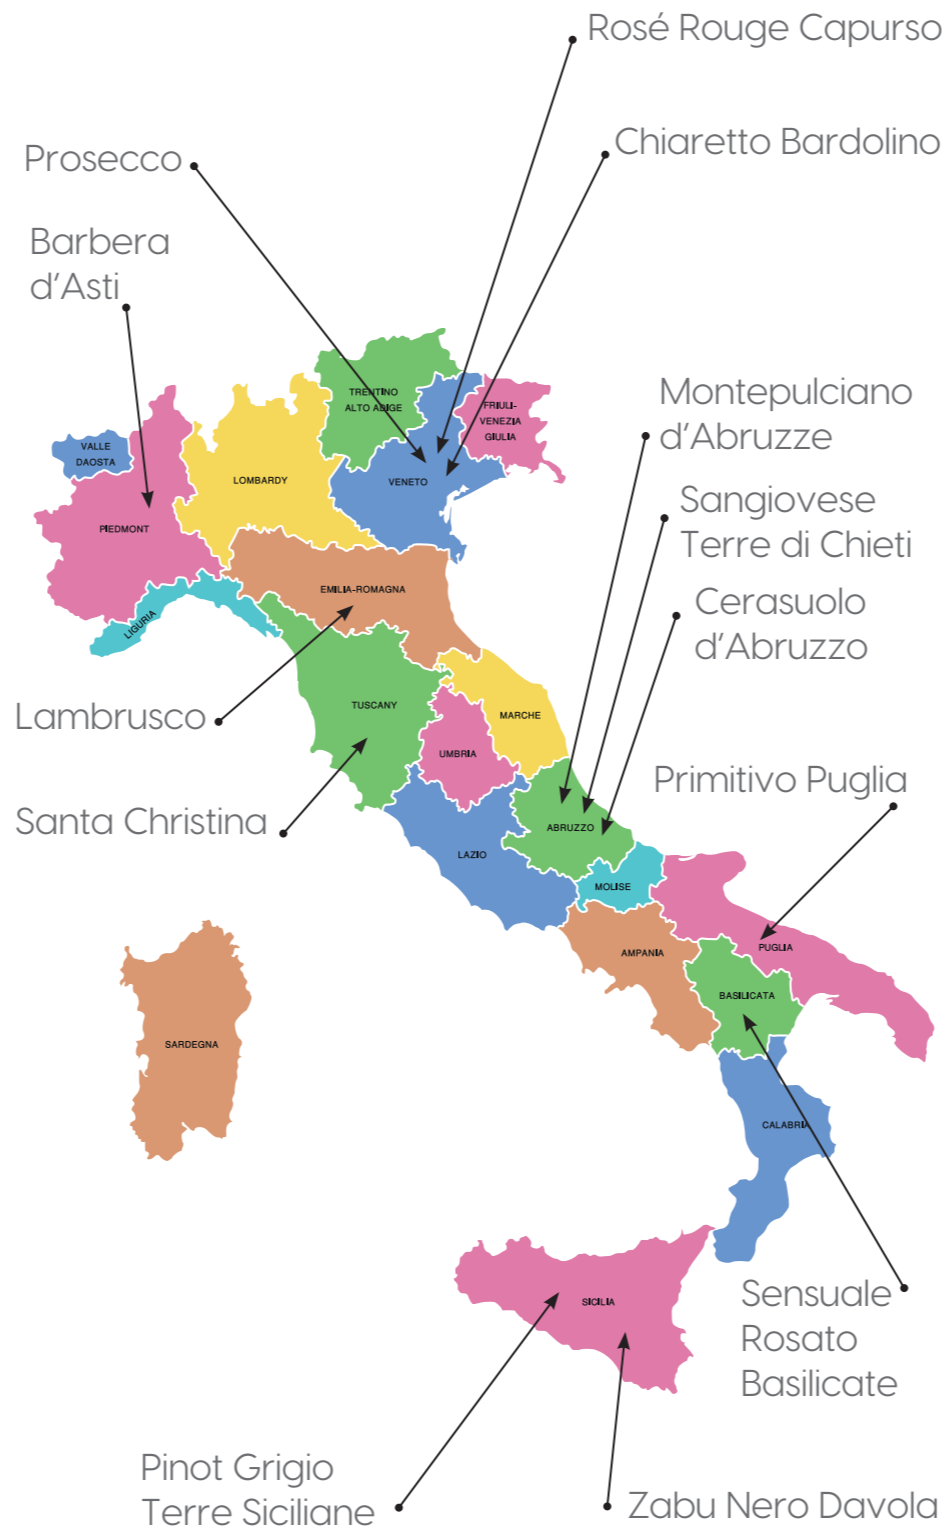 Rosé Rouge Capurso
Chiaretto Bardolino
Prosecco
Barbera
d'Asti
TRENTINO
ALTO ADIGE
FRIULI-
VENEZIA
GIULIA
Montepulciano
d'Abruzze
VALLE
DAOSTA
LOMBARDY
VENETO
Sangiovese
Terre di Chieti
PIEDMONT
EMILIA-ROMAGNA
LIGURIA
Cerasuolo
d'Abruzzo
Lambrusco
TUSCANY
MARCHE
UMBRIA
Primitivo Puglia
Santa Christina
ABRUZZO
LAZIO
MOLISE
AMPANIA
PUGLIA
BASILICATA
SARDEGNA
CALABRIA
SICILIA
Sensuale
Rosato
Basilicate
Pinot Grigio
Terre Siciliane
Zabu Nero Davola